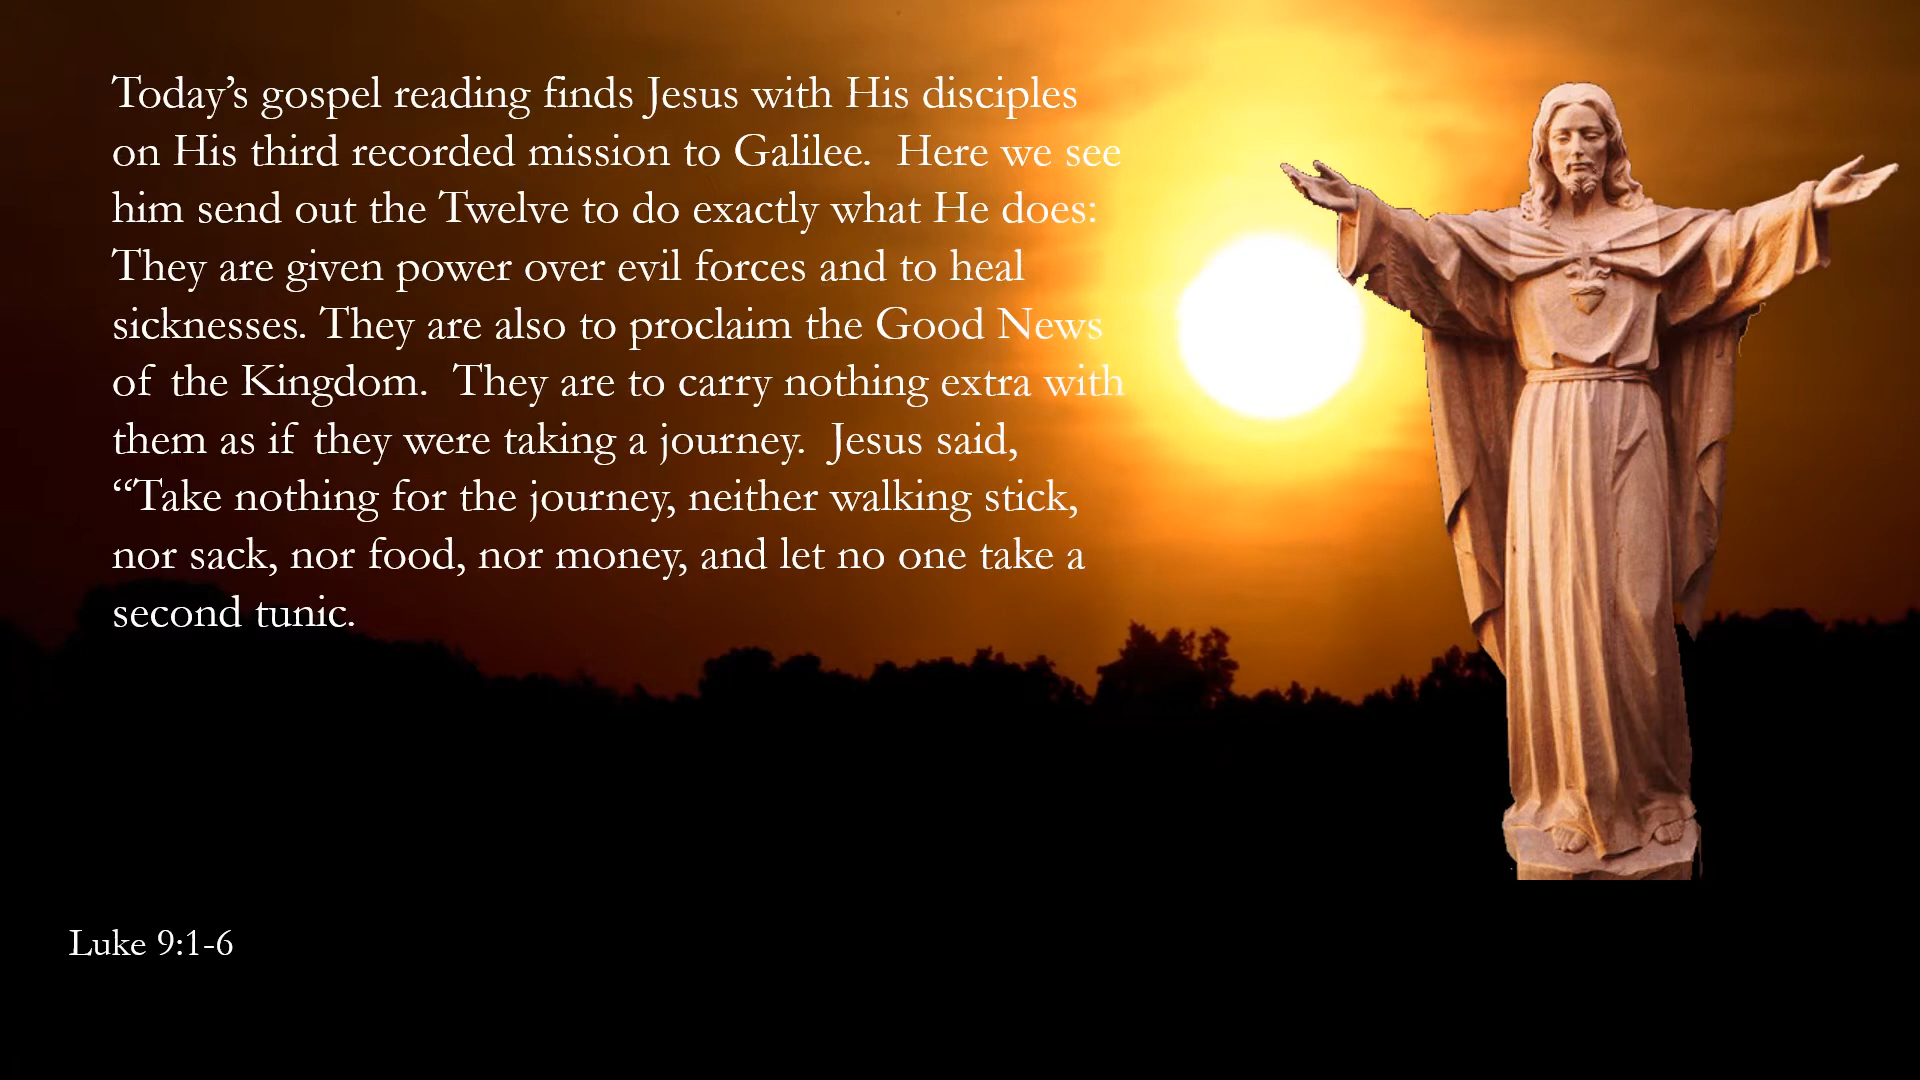 Today’s gospel reading finds Jesus with His disciples
on His third recorded mission to Galilee.  Here we see
him send out the Twelve to do exactly what He does:
They are given power over evil forces and to heal
sicknesses. They are also to proclaim the Good News
of the Kingdom.  They are to carry nothing extra with
them as if they were taking a journey.  Jesus said,
“Take nothing for the journey, neither walking stick,
nor sack, nor food, nor money, and let no one take a
second tunic.
Luke 9:1-6